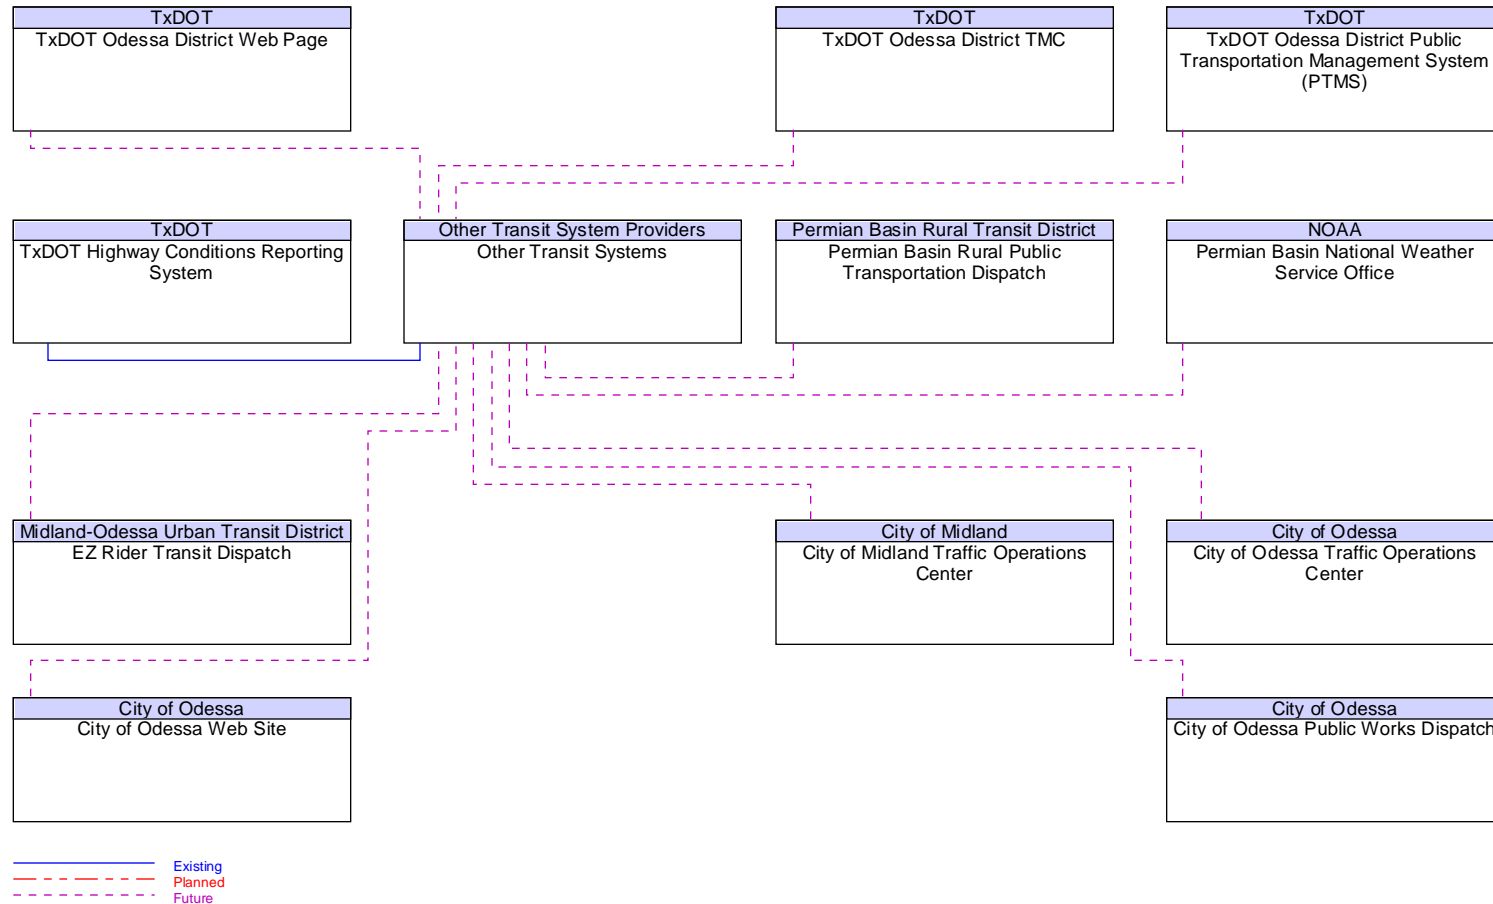 TxDOT
TxDOT Odessa District Web Page
TxDOT
TxDOT Odessa District TMC
TxDOT
TxDOT Odessa District Public
Transportation Management System
(PTMS)
TxDOT
TxDOT Highway Conditions Reporting
System
Other Transit System Providers
Other Transit Systems
Permian Basin Rural Transit District
Permian Basin Rural Public
Transportation Dispatch
NOAA
Permian Basin National Weather
Service Office
Midland-Odessa Urban Transit District
EZ Rider Transit Dispatch
City of Midland
City of Midland Traffic Operations
Center
City of Odessa
City of Odessa Traffic Operations
Center
City of Odessa
City of Odessa Web Site
City of Odessa
City of Odessa Public Works Dispatch
Existing
Planned
Future